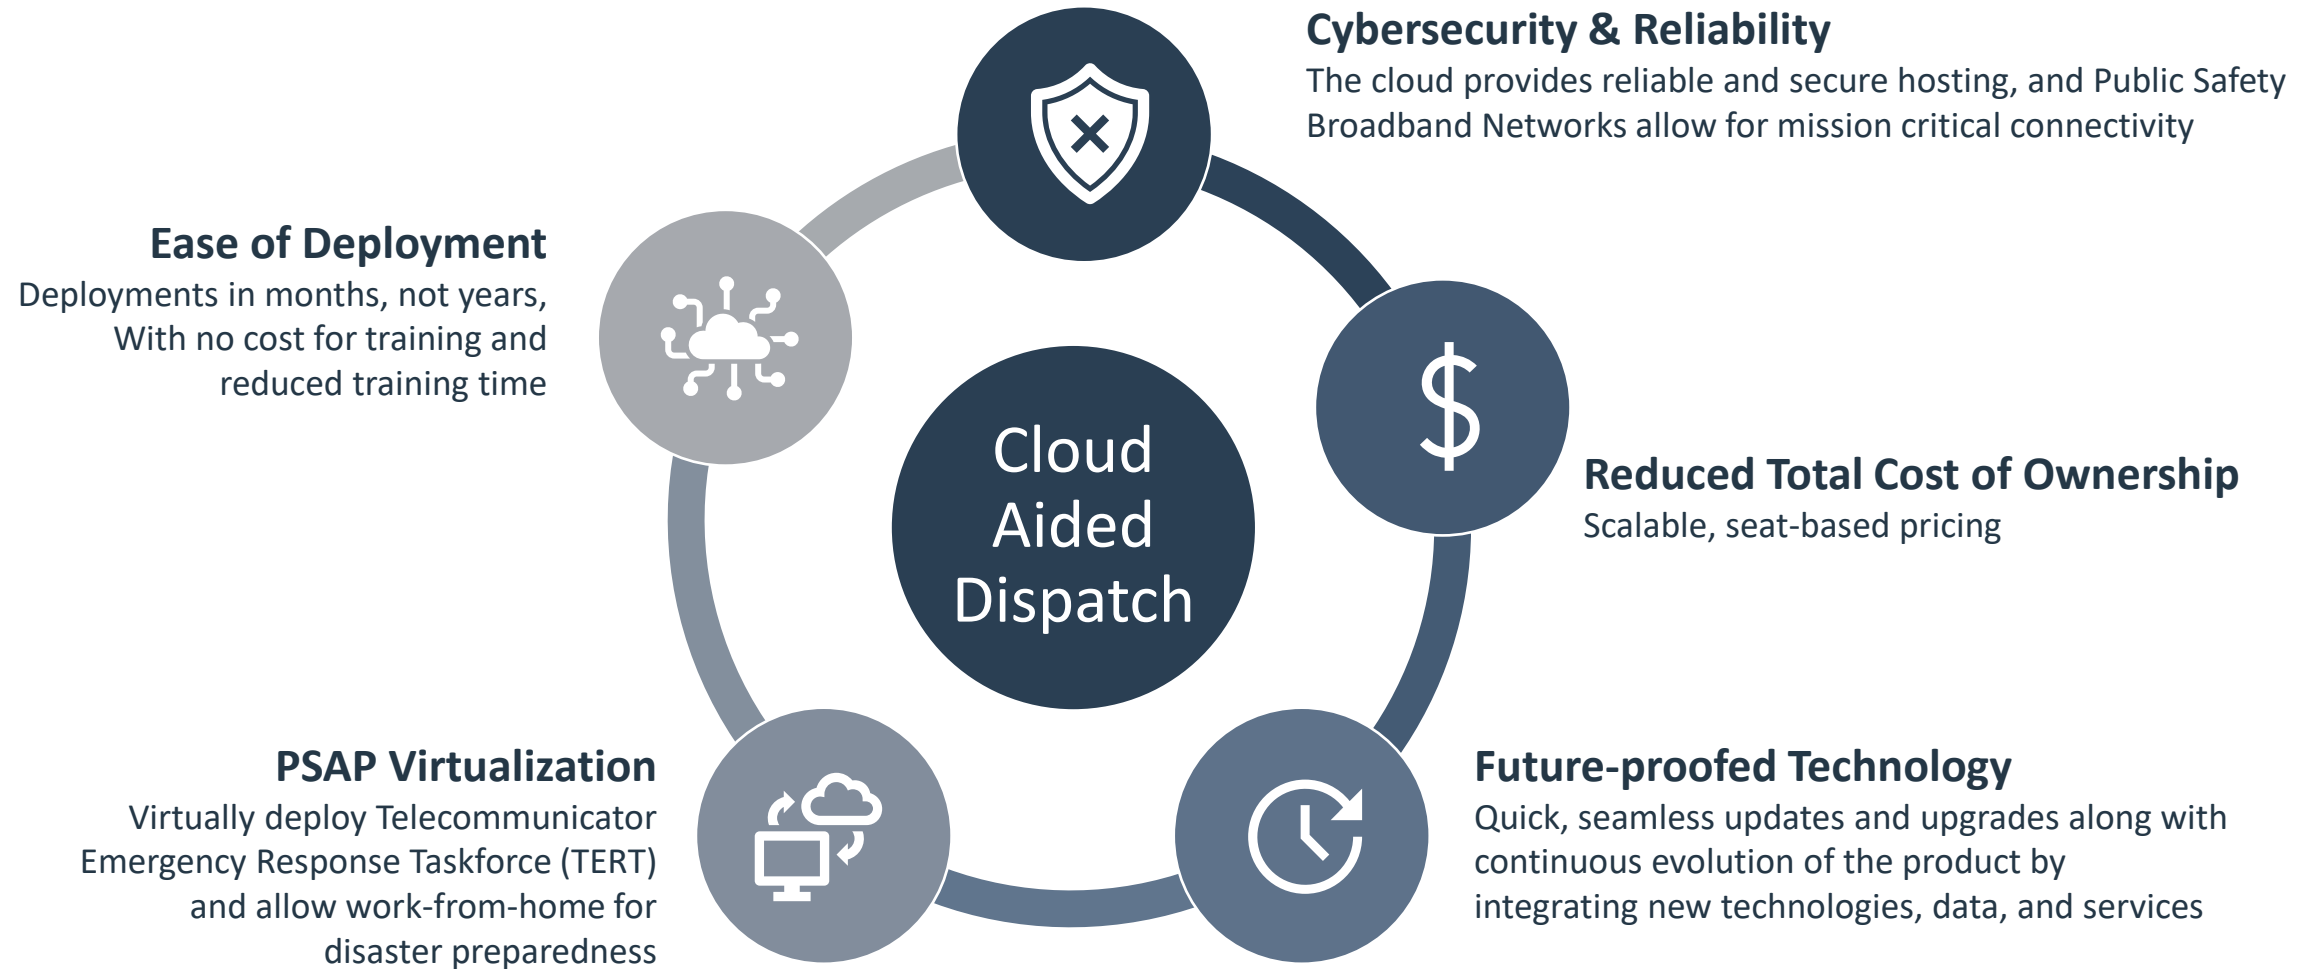 Cybersecurity & Reliability
The cloud provides reliable and secure hosting, and Public Safety
Broadband Networks allow for mission critical connectivity
Ease of Deployment
Deployments in months, not years,
With no cost for training and
reduced training time
Cloud
Aided
Dispatch
$
Reduced Total Cost of Ownership
Scalable, seat-based pricing
PSAP Virtualization
Virtually deploy Telecommunicator
Emergency Response Taskforce (TERT)
and allow work-from-home for
disaster preparedness
Future-proofed Technology
Quick, seamless updates and upgrades along with
continuous evolution of the product by
integrating new technologies, data, and services